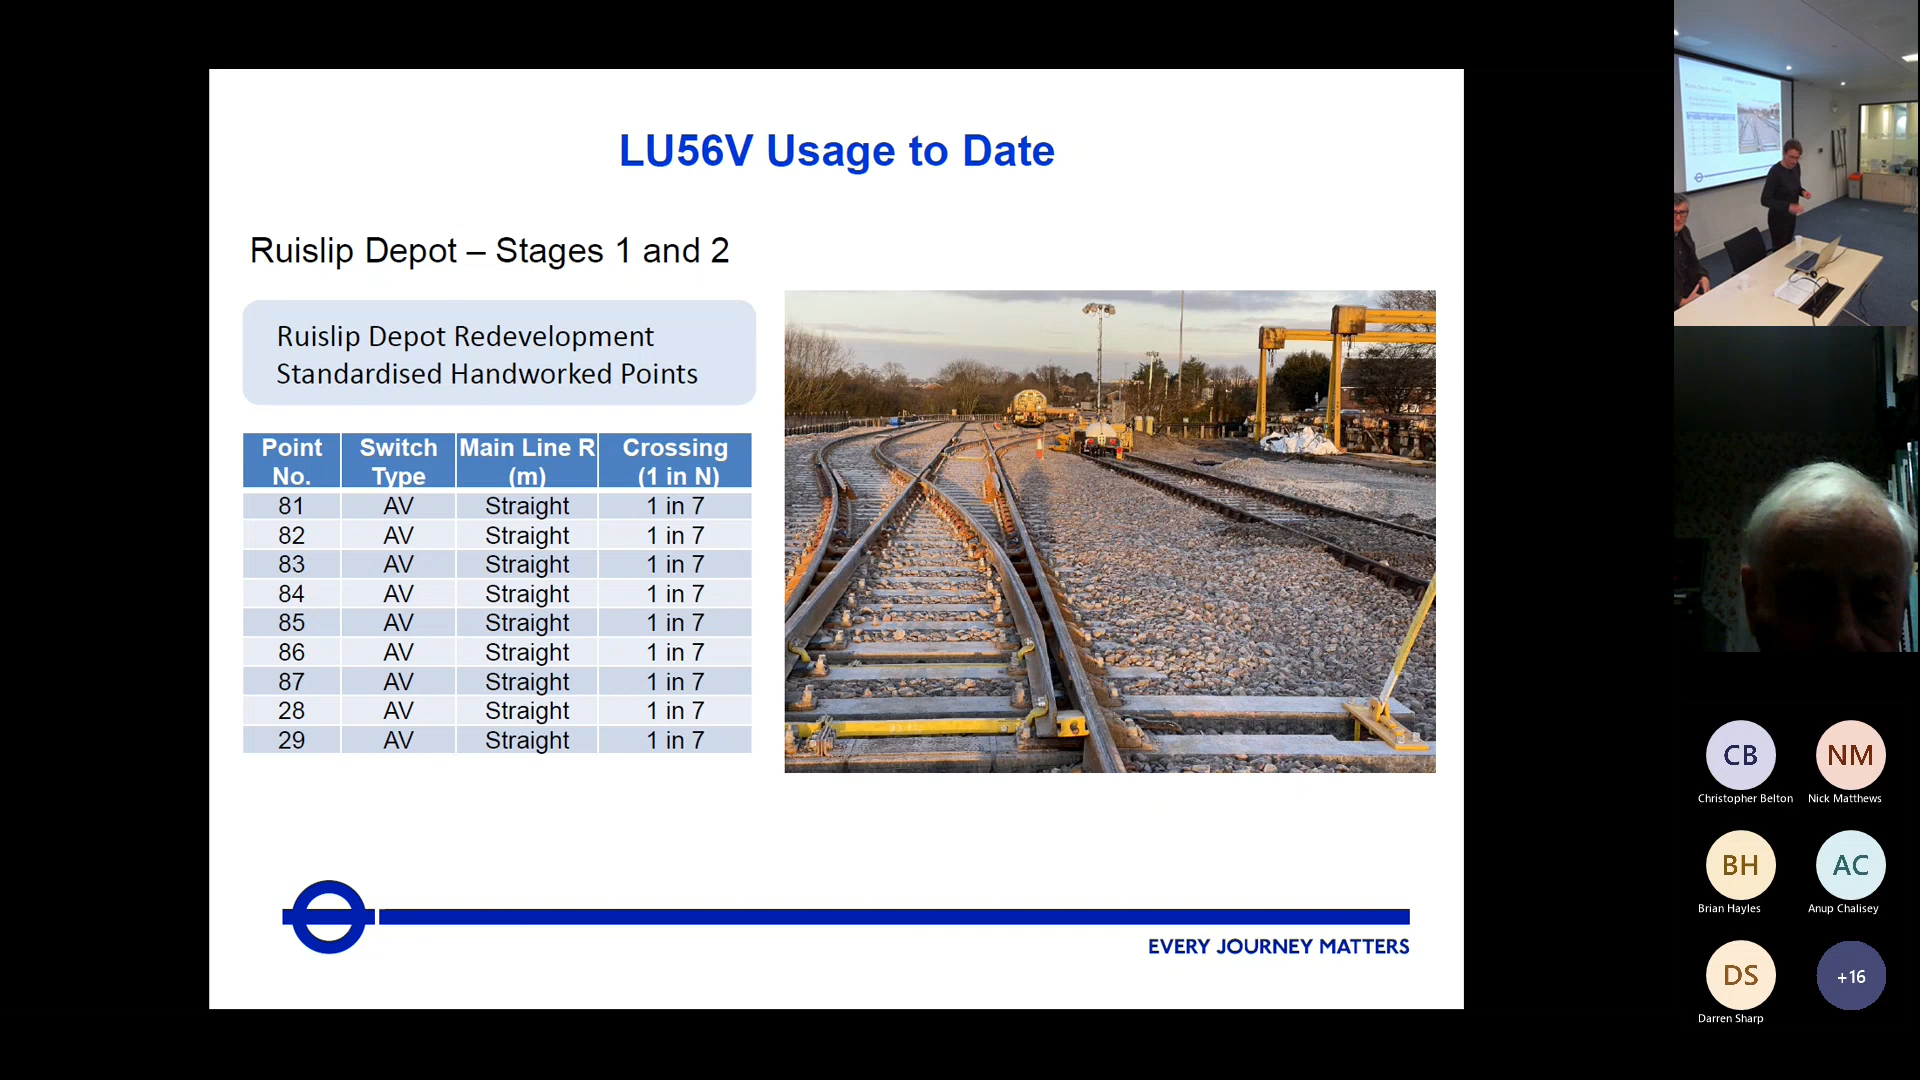 LU56V Usage to Date
Ruislip Depot – Stages 1 and 2
Ruislip Depot Redevelopment
Standardised Handworked Points
Point No. Switch Type Main Line R (m) Crossing (1 in N)
81 AV Straight 1 in 7
82 AV Straight 1 in 7
83 AV Straight 1 in 7
84 AV Straight 1 in 7
85 AV Straight 1 in 7
86 AV Straight 1 in 7
87 AV Straight 1 in 7
28 AV Straight 1 in 7
29 AV Straight 1 in 7
EVERY JOURNEY MATTERS
CB
Christopher Belton
NM
Nick Matthews
BH
Brian Hayles
AC
Anup Chalisey
DS
Darren Sharp
+16